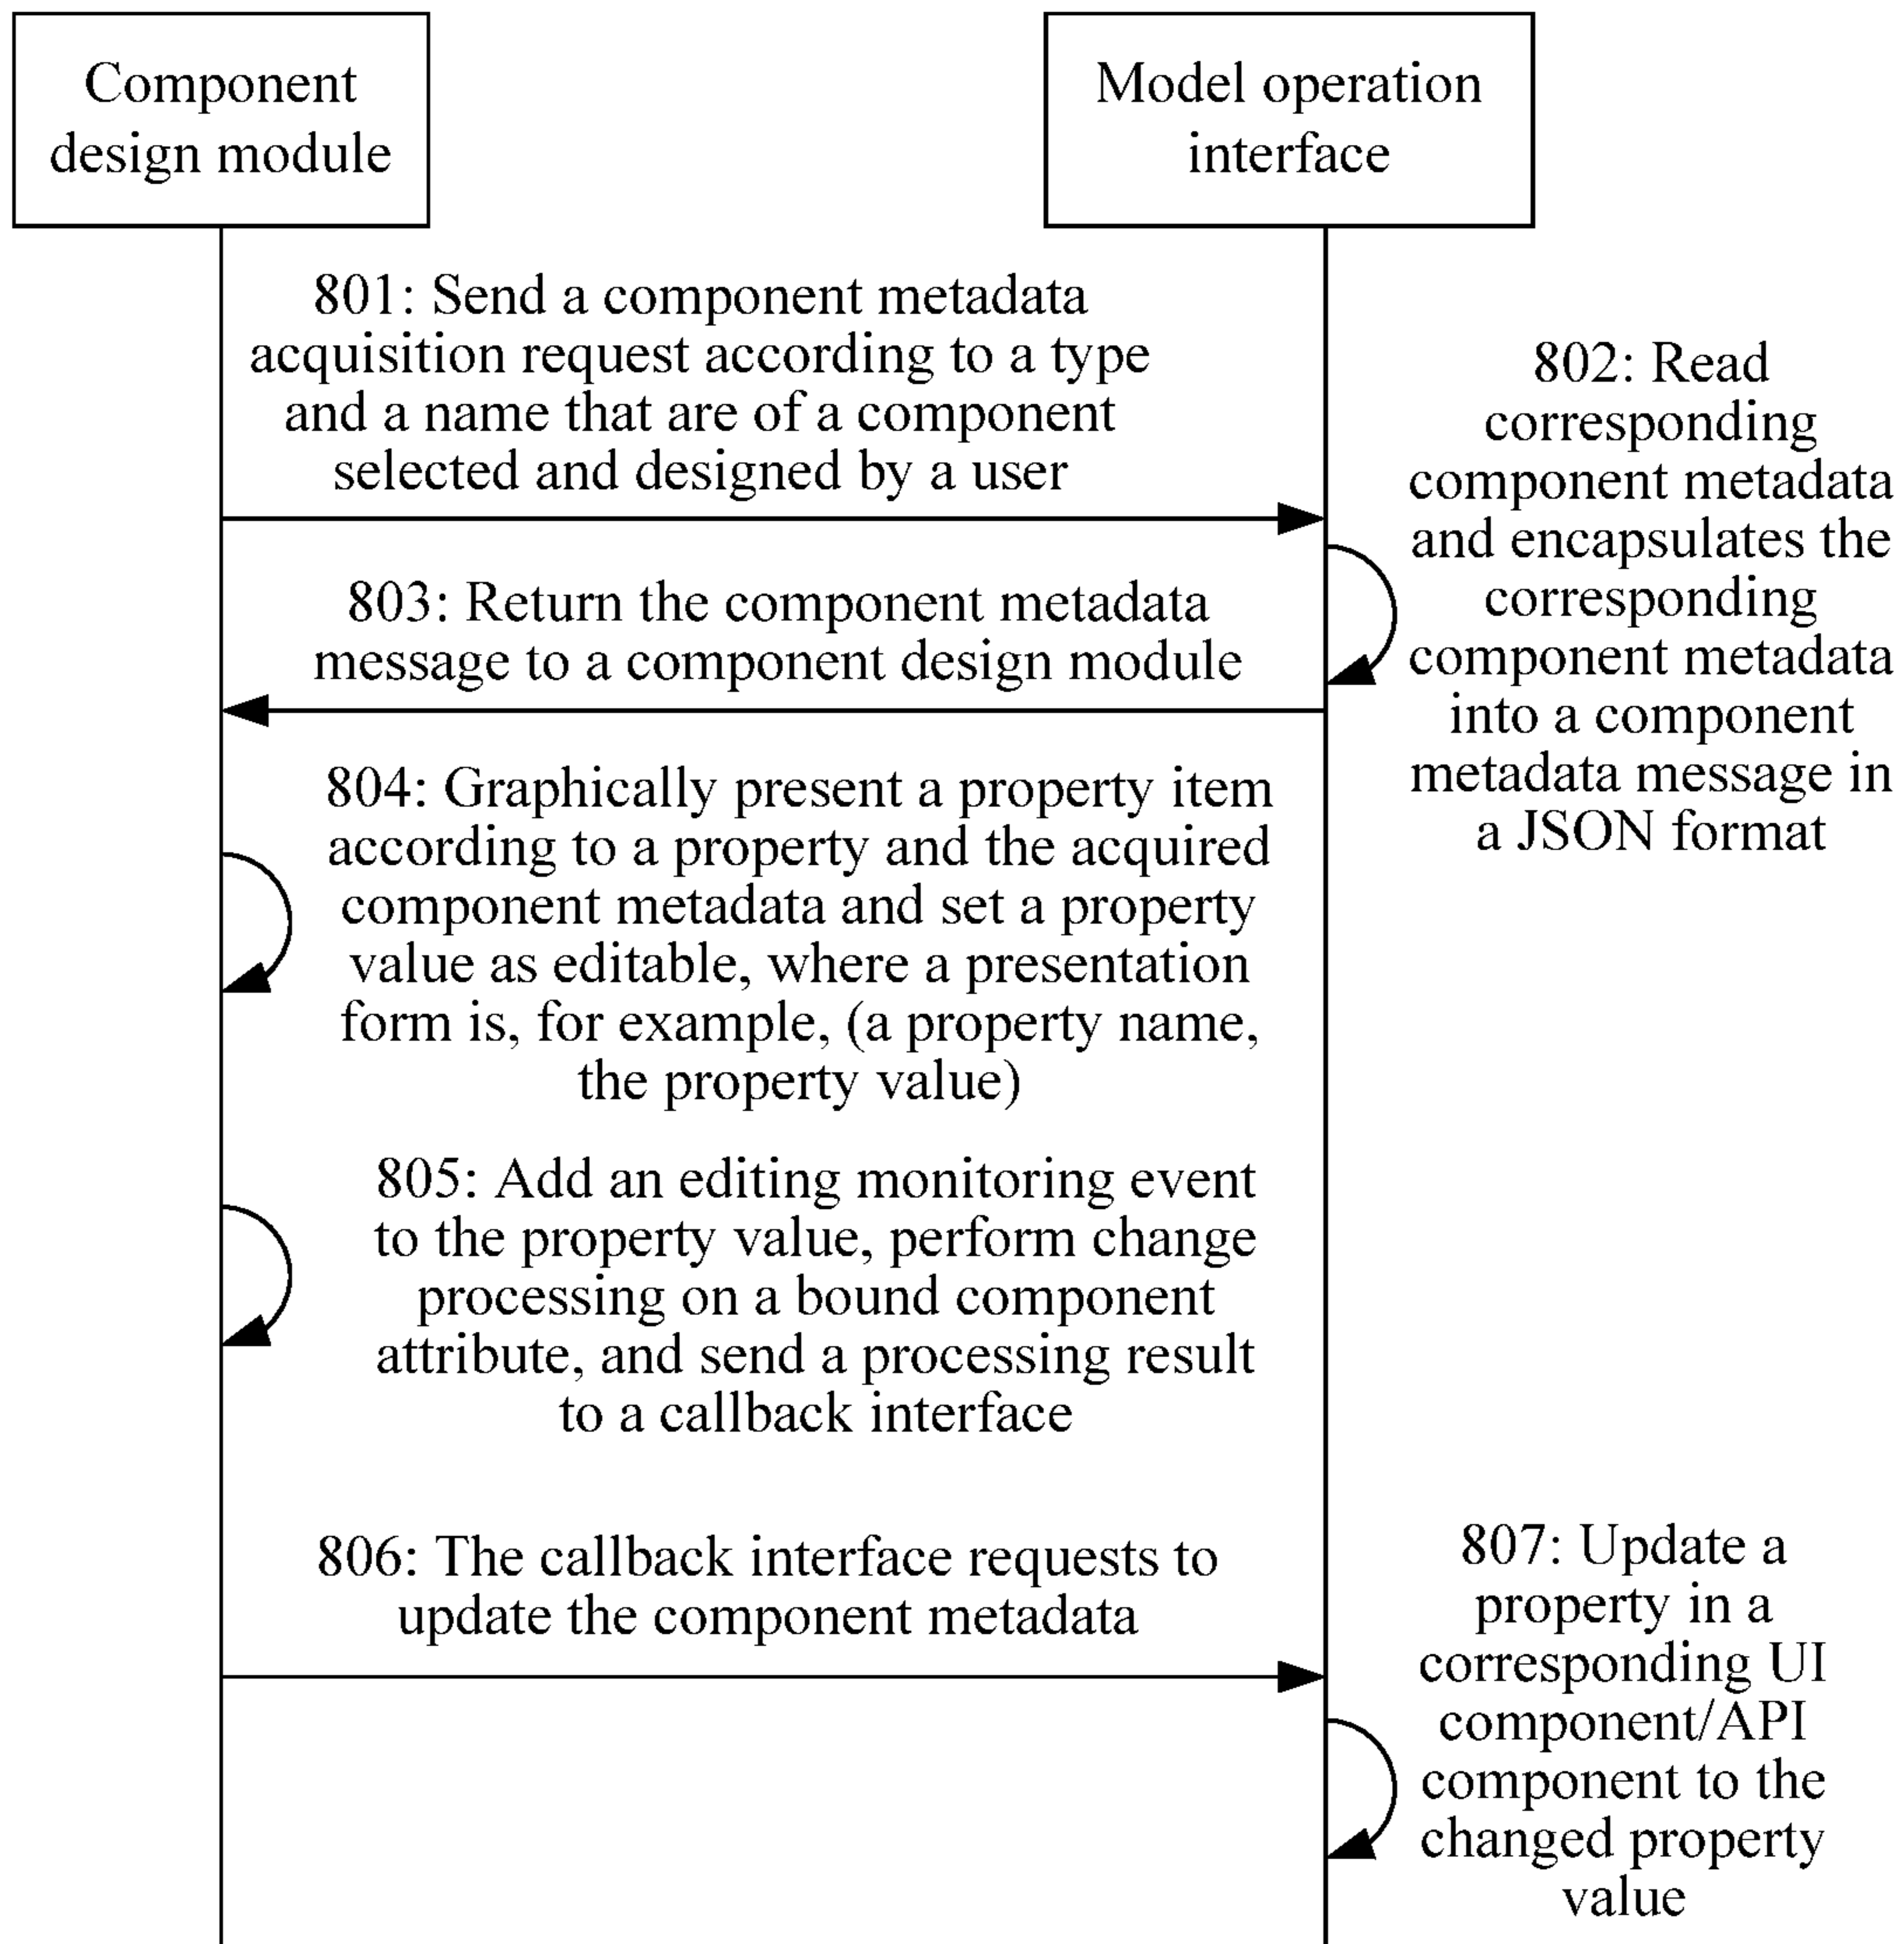 Component
design module
Model operation
interface
801: Send a component metadata
acquisition request according to a type
and a name that are of a component
selected and designed by a user
802: Read
corresponding
component metadata
and encapsulates the
corresponding
component metadata
into a component
metadata message in
a JSON format
803: Return the component metadata
message to a component design module
804: Graphically present a property item
according to a property and the acquired
component metadata and set a property
value as editable, where a presentation
form is, for example, (a property name,
the property value)
805: Add an editing monitoring event
to the property value, perform change
processing on a bound component
attribute, and send a processing result
to a callback interface
806: The callback interface requests to
update the component metadata
807: Update a
property in a
corresponding UI
component/API
component to the
changed property
value